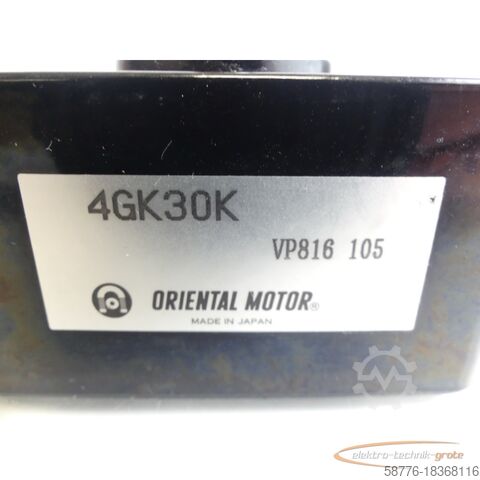 4GK30K
VP816 105
ORIENTAL MOTOR®
MADE IN JAPAN
elektro-technik-grote
58776-18368116